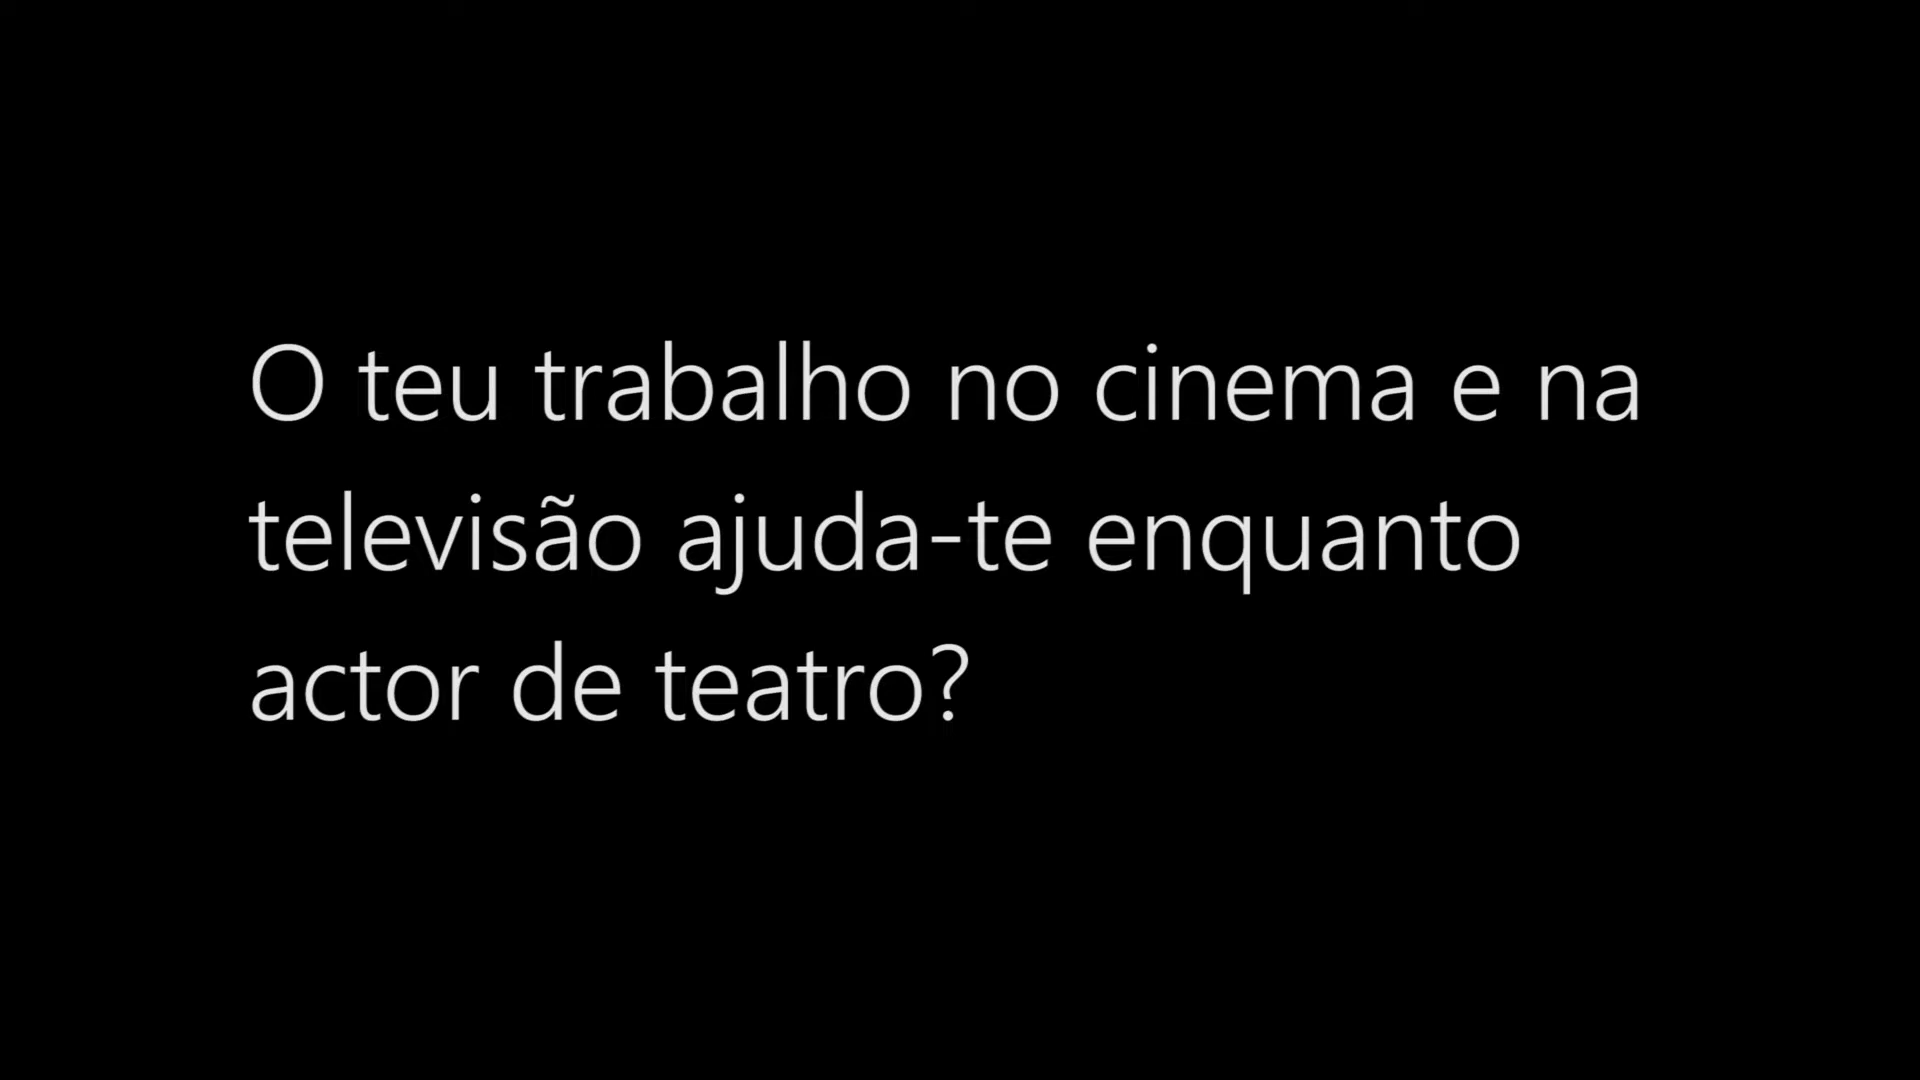 O teu trabalho no cinema e na
televisão ajuda-te enquanto
actor de teatro?